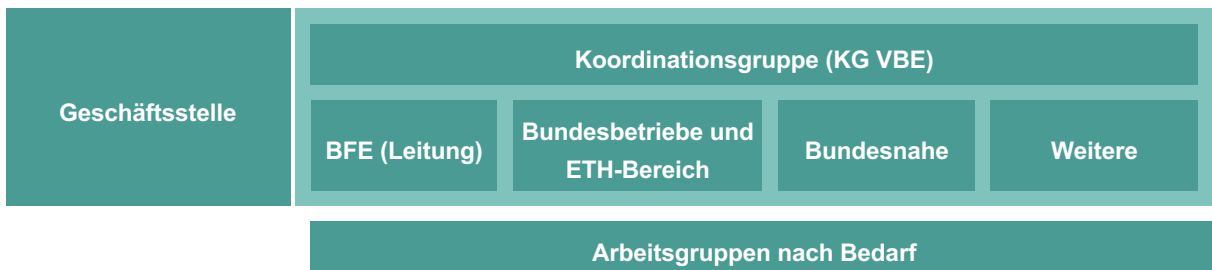 Koordinationsgruppe (KG VBE)
Geschäftsstelle
BFE (Leitung)
Bundesbetriebe und
ETH-Bereich
Bundesnahe
Weitere
Arbeitsgruppen nach Bedarf